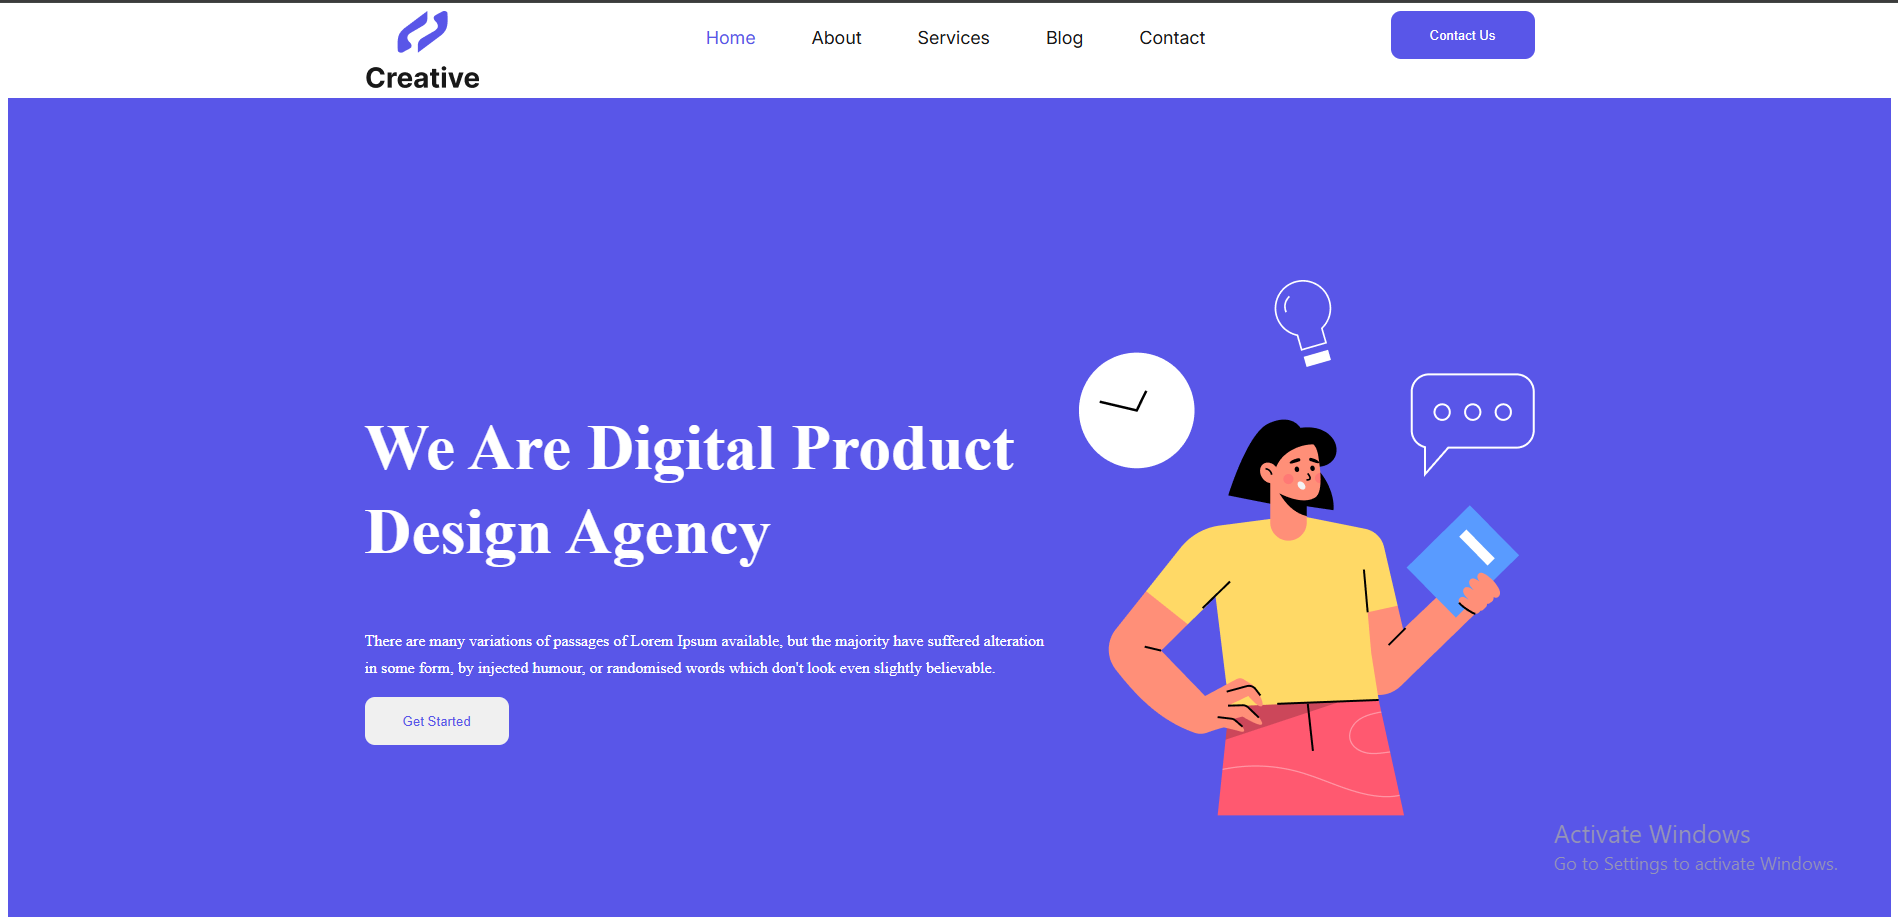 Creative
Home About Services Blog Contact
Contact Us
We Are Digital Product
Design Agency
There are many variations of passages of Lorem Ipsum available, but the majority have suffered alteration
in some form, by injected humour, or randomised words which don't look even slightly believable.
Get Started
Activate Windows
Go to Settings to activate Windows.